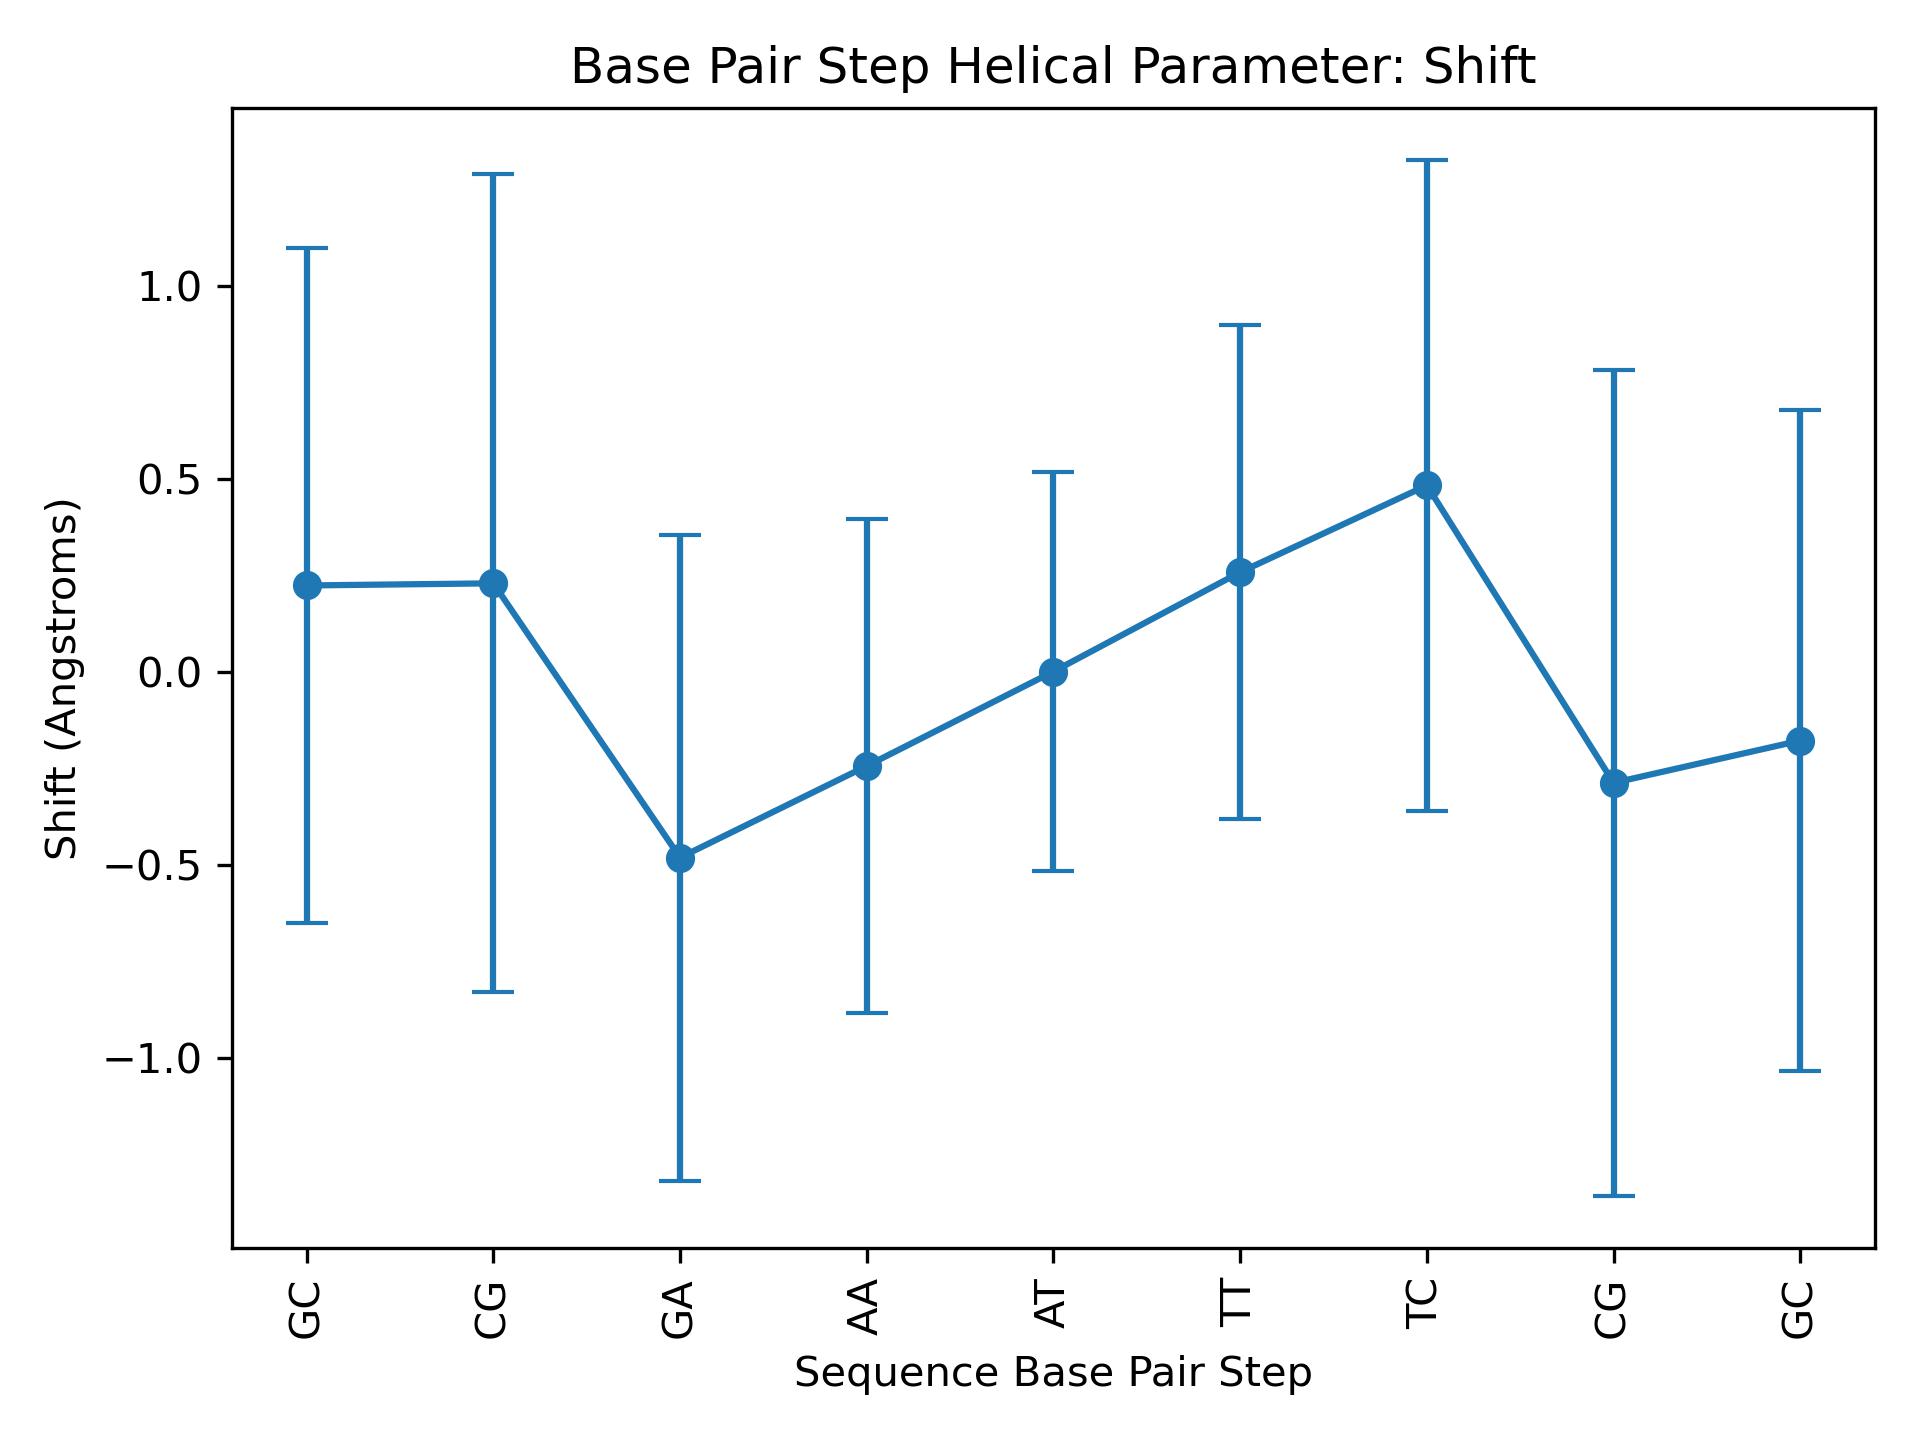 Base Pair Step Helical Parameter: Shift
Shift (Angstroms)
1.0
0.5
0.0
−0.5
−1.0
GC
CG
GA
AA
AT
TT
TC
CG
GC
Sequence Base Pair Step